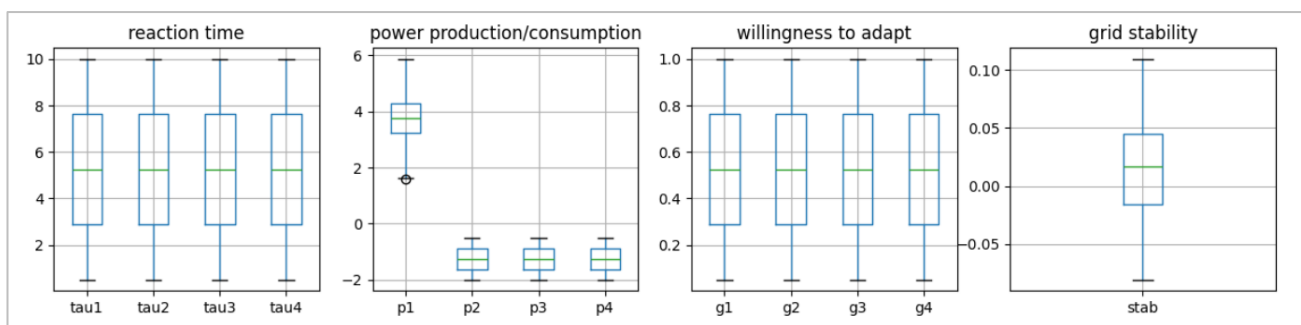 reaction time
10
8
6
4
2
tau1 tau2 tau3 tau4
power production/consumption
6
4
2
0
−2
p1 p2 p3 p4
willingness to adapt
1.0
0.8
0.6
0.4
0.2
g1 g2 g3 g4
grid stability
0.10
0.05
0.00
−0.05
stab